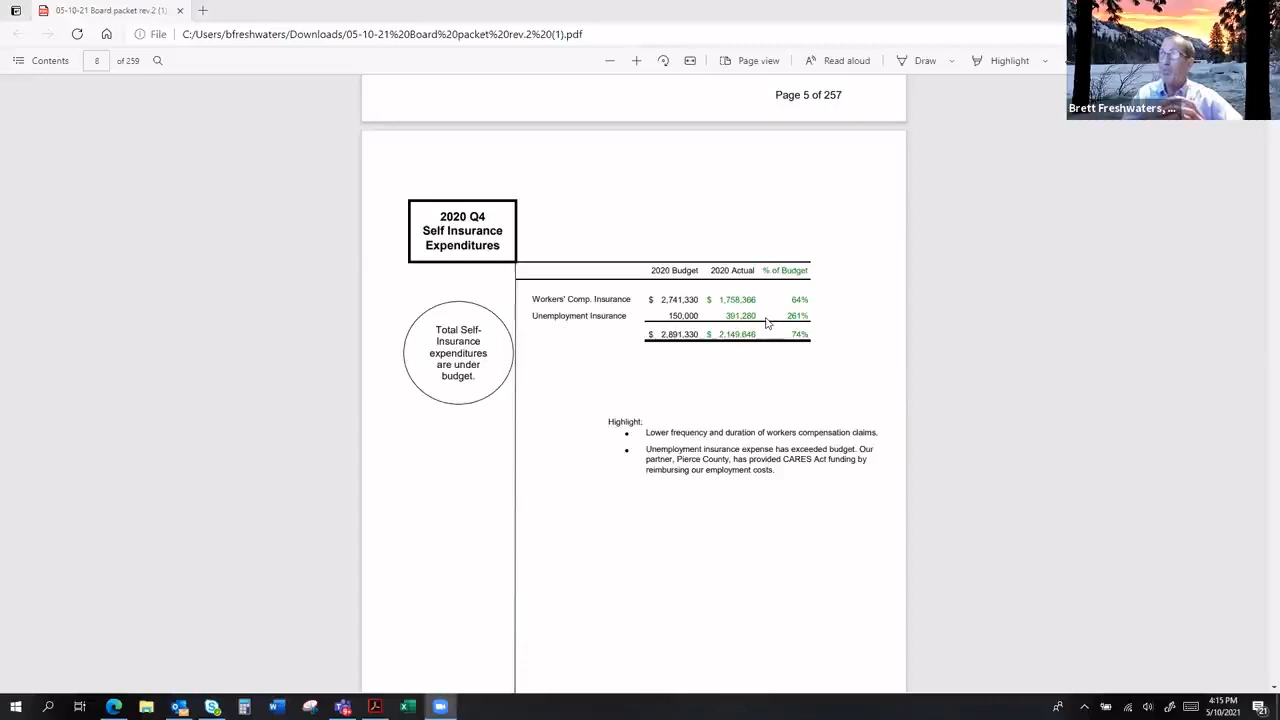 05-10-21 Board packet rev.2 (1).
File C:/Users/bfreshwaters/Downloads/05-10-21%20Board%20packet%20rev.2%20(1).pdf
Contents 8 of 259 Page view Read aloud Draw Highlight
Brett Freshwaters, ...
Page 5 of 257
2020 Q4
Self Insurance
Expenditures
2020 Budget 2020 Actual % of Budget
Workers' Comp. Insurance $ 2,741,330 $ 1,758,366 64%
Unemployment Insurance 150,000 391,280 261%
$ 2,891,330 $ 2,149,646 74%
Total Self-
Insurance
expenditures
are under
budget.
Highlight:
• Lower frequency and duration of workers compensation claims.
• Unemployment insurance expense has exceeded budget. Our
partner, Pierce County, has provided CARES Act funding by
reimbursing our employment costs.
4:15 PM
5/10/2021
21